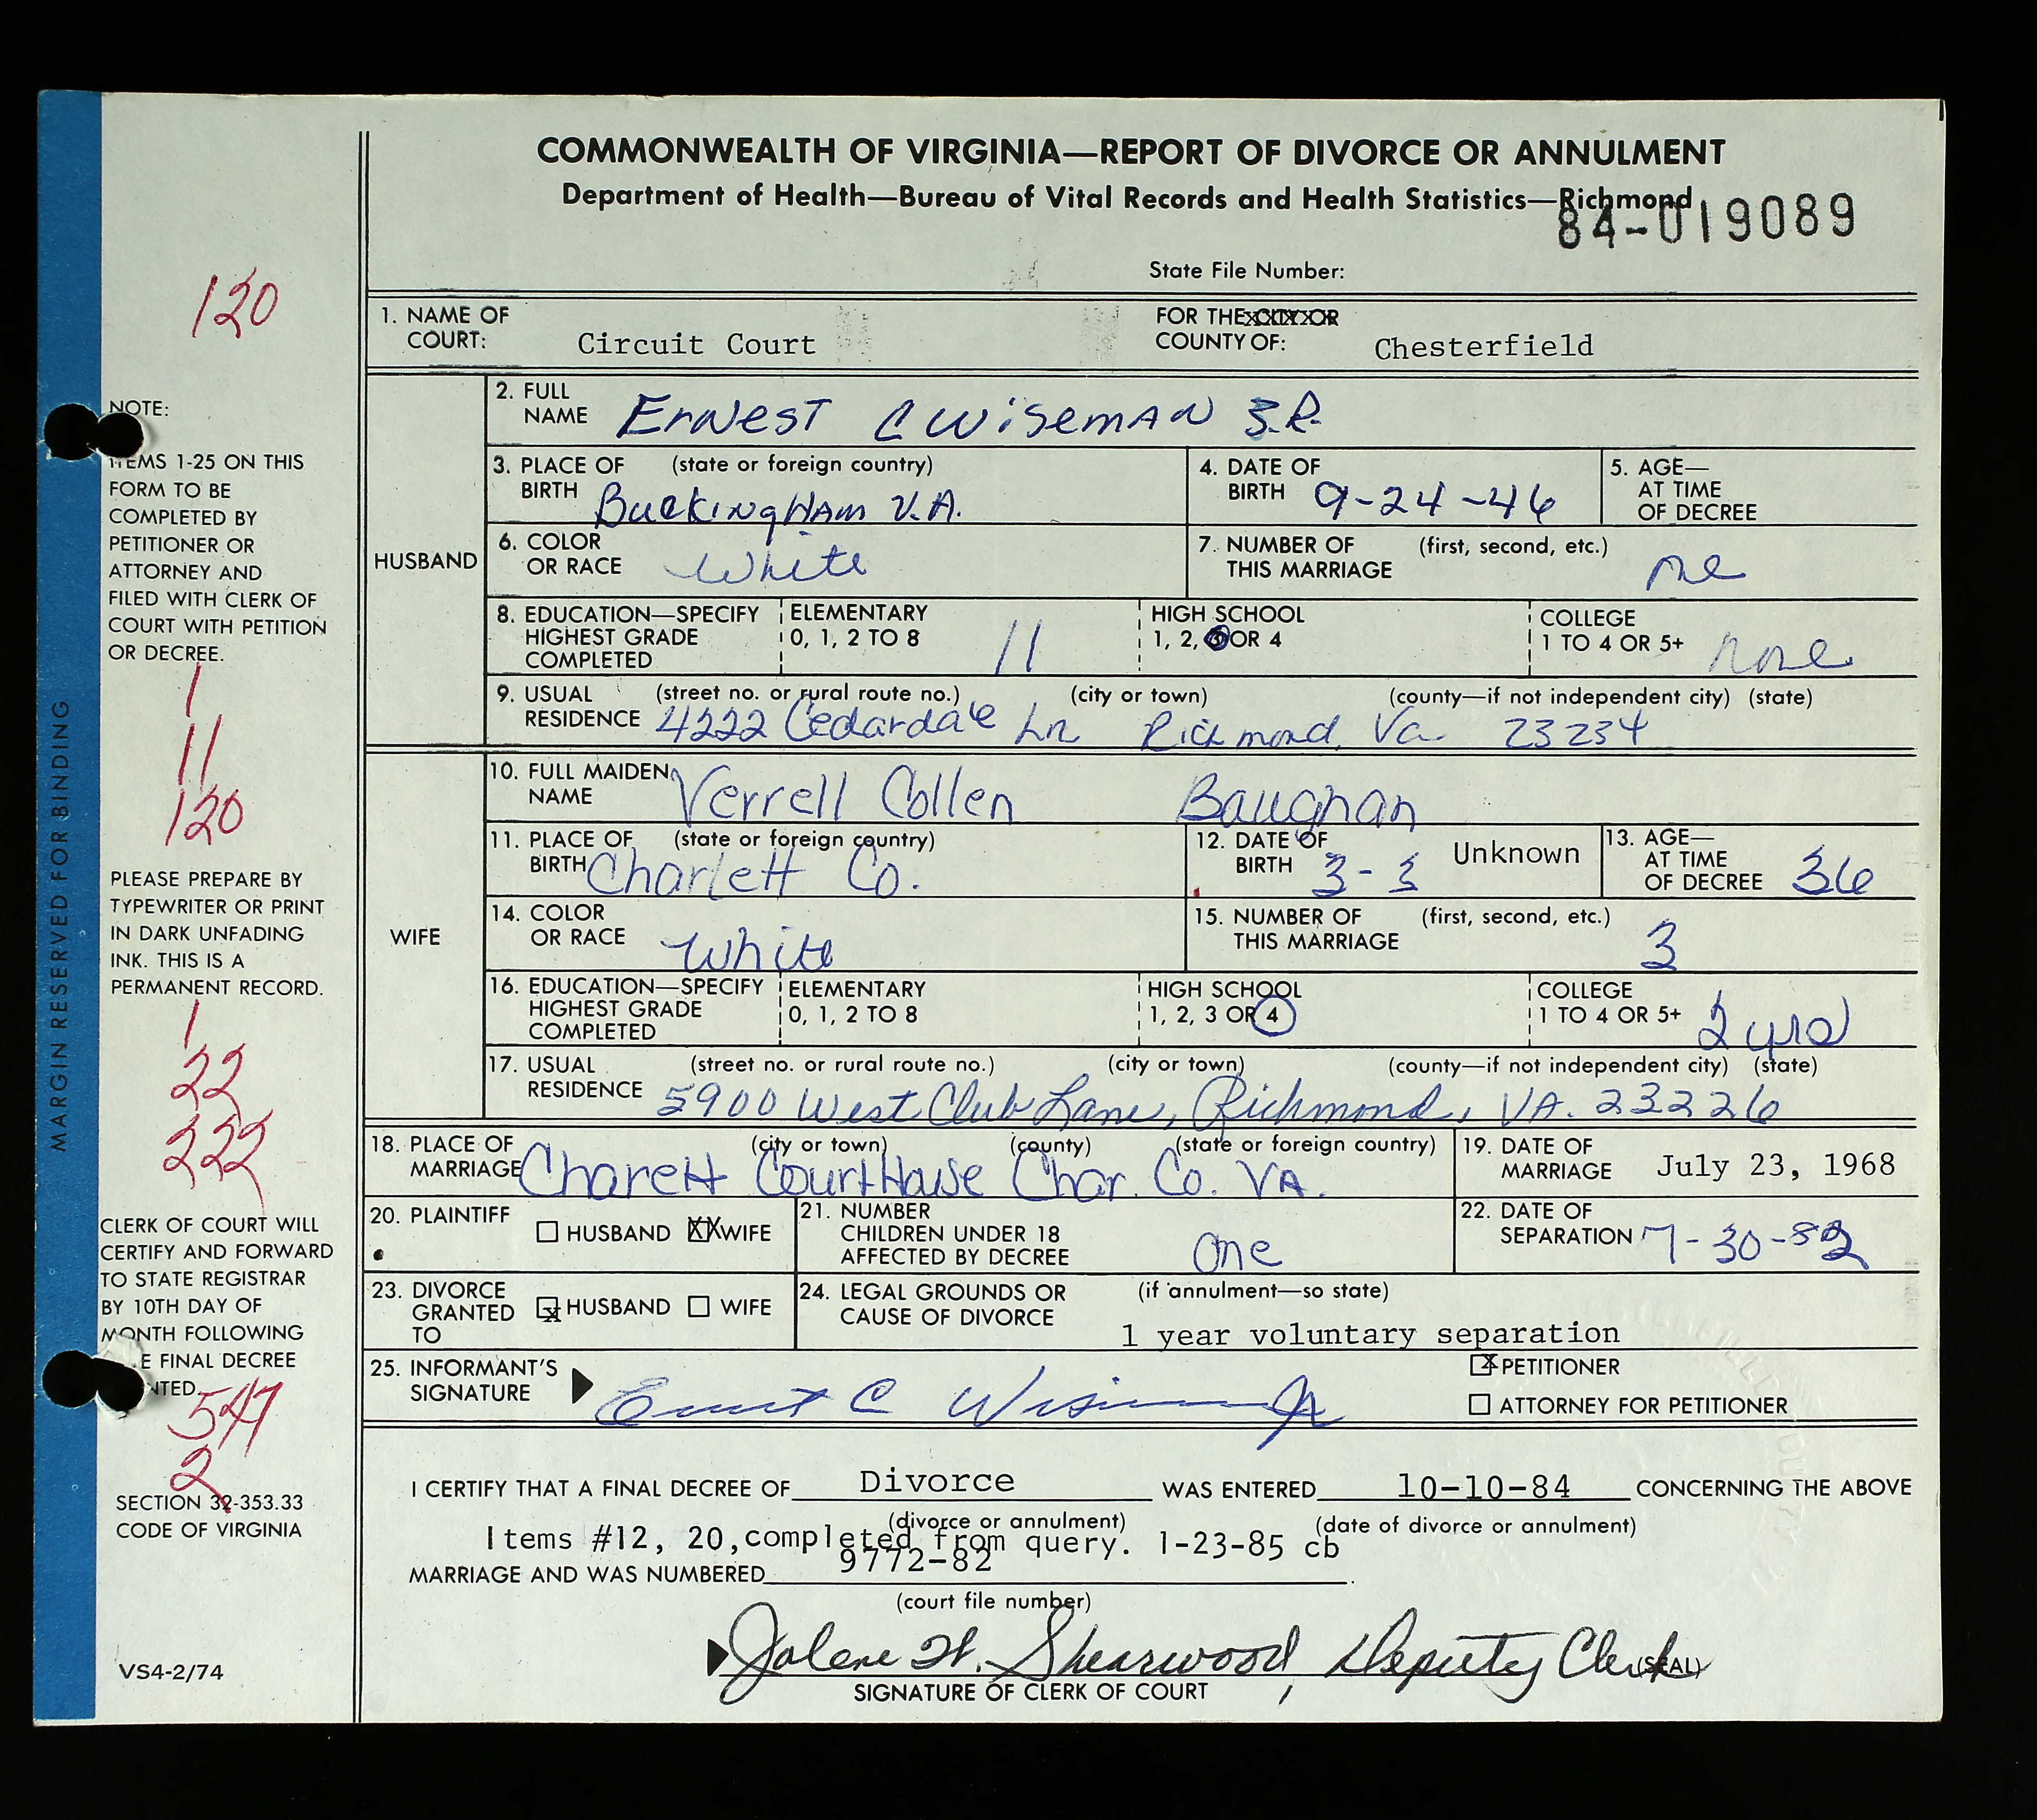 COMMONWEALTH OF VIRGINIA—REPORT OF DIVORCE OR ANNULMENT
Department of Health—Bureau of Vital Records and Health Statistics—Richmond
84-019089
State File Number:
120
1. NAME OF COURT: Circuit Court FOR THE CITY OR COUNTY OF: Chesterfield
NOTE:
ITEMS 1-25 ON THIS
FORM TO BE
COMPLETED BY
PETITIONER OR
ATTORNEY AND
FILED WITH CLERK OF
COURT WITH PETITION
OR DECREE.
1
11
120
PLEASE PREPARE BY
TYPEWRITER OR PRINT
IN DARK UNFADING
INK. THIS IS A
PERMANENT RECORD.
1
22
222
CLERK OF COURT WILL
CERTIFY AND FORWARD
TO STATE REGISTRAR
BY 10TH DAY OF
MONTH FOLLOWING
E FINAL DECREE
NTED.
547
2
SECTION 32-353.33
CODE OF VIRGINIA
VS4-2/74
MARGIN RESERVED FOR BINDING
HUSBAND
2. FULL NAME ErNEST C WiSEMAN SR.
3. PLACE OF BIRTH (state or foreign country) BuckingHAm V.A.
4. DATE OF BIRTH 9-24-46
5. AGE— AT TIME OF DECREE
6. COLOR OR RACE White
7. NUMBER OF THIS MARRIAGE (first, second, etc.) one
8. EDUCATION—SPECIFY HIGHEST GRADE COMPLETED
ELEMENTARY 0, 1, 2 TO 8 11
HIGH SCHOOL 1, 2, 3 OR 4
COLLEGE 1 TO 4 OR 5+ none
9. USUAL RESIDENCE (street no. or rural route no.) (city or town) (county—if not independent city) (state)
4222 Cedardale Ln Richmond, Va. 23234
WIFE
10. FULL MAIDEN NAME Verrell Collen Baughan
11. PLACE OF BIRTH (state or foreign country) Charlett Co.
12. DATE OF BIRTH 3-3 Unknown
13. AGE— AT TIME OF DECREE 36
14. COLOR OR RACE White
15. NUMBER OF THIS MARRIAGE (first, second, etc.) 3
16. EDUCATION—SPECIFY HIGHEST GRADE COMPLETED
ELEMENTARY 0, 1, 2 TO 8
HIGH SCHOOL 1, 2, 3 OR 4
COLLEGE 1 TO 4 OR 5+ 2 yrs
17. USUAL RESIDENCE (street no. or rural route no.) (city or town) (county—if not independent city) (state)
5900 West Club Lane, Richmond, VA. 23226
18. PLACE OF MARRIAGE (city or town) (county) (state or foreign country)
Charett CourtHouse Char. Co. VA.
19. DATE OF MARRIAGE July 23, 1968
20. PLAINTIFF HUSBAND XX WIFE
21. NUMBER CHILDREN UNDER 18 AFFECTED BY DECREE One
22. DATE OF SEPARATION 7-30-82
23. DIVORCE GRANTED TO X HUSBAND WIFE
24. LEGAL GROUNDS OR CAUSE OF DIVORCE (if annulment—so state)
1 year voluntary separation
25. INFORMANT'S SIGNATURE Ernest C Wiseman Jr
X PETITIONER
ATTORNEY FOR PETITIONER
I CERTIFY THAT A FINAL DECREE OF Divorce WAS ENTERED 10-10-84 CONCERNING THE ABOVE
(divorce or annulment) (date of divorce or annulment)
Items #12, 20, completed from query. 1-23-85 cb
MARRIAGE AND WAS NUMBERED 9772-82
(court file number)
Jolene H. Shearwood, Deputy Clerk (SEAL)
SIGNATURE OF CLERK OF COURT